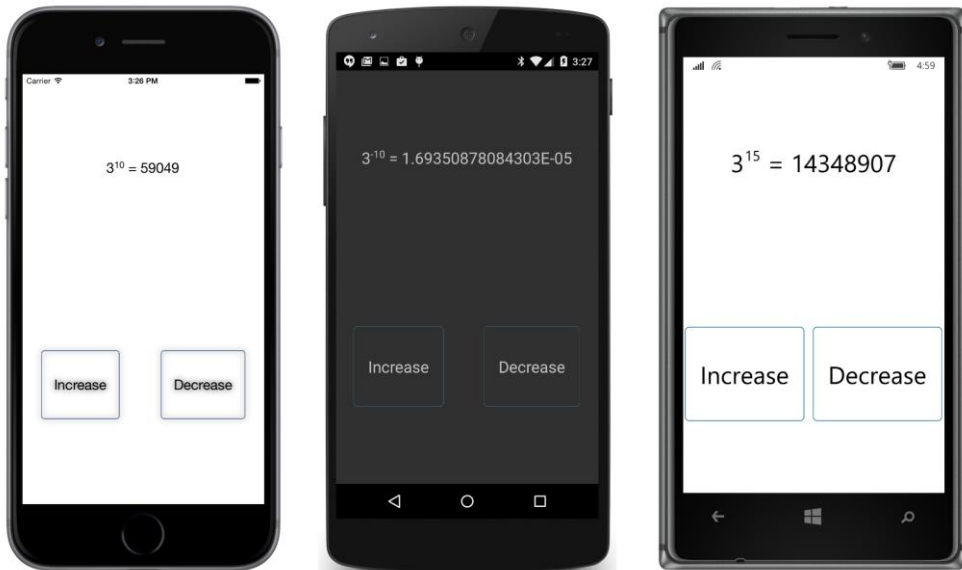 Carrier 3:26 PM
3¹⁰ = 59049
Increase Decrease
3:27
3⁻¹⁰ = 1.69350878084303E-05
Increase Decrease
4:59
3¹⁵ = 14348907
Increase Decrease